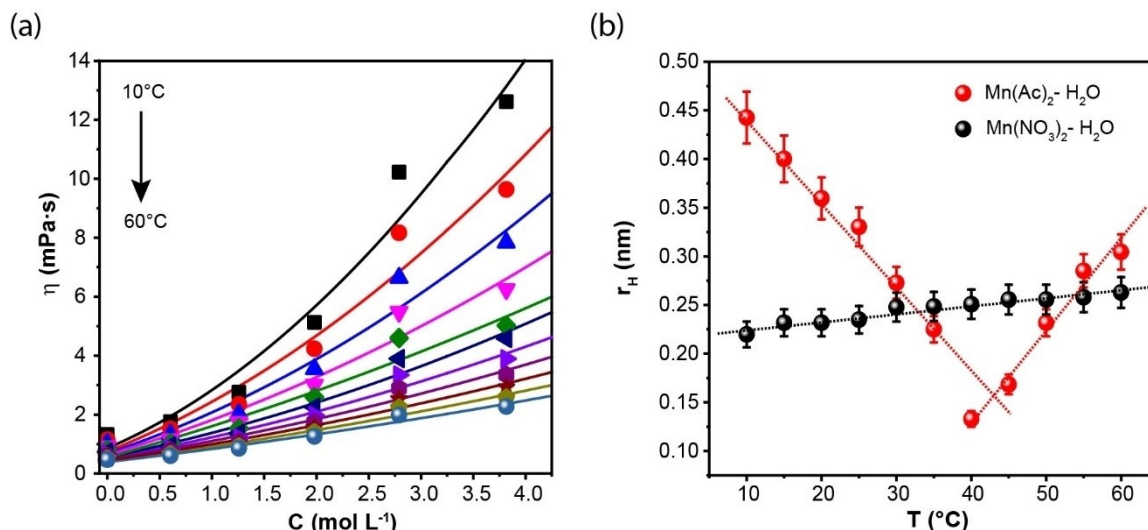 (a)
(b)
η (mPa·s)
14
12
10
8
6
4
2
0
10°C
60°C
0.0 0.5 1.0 1.5 2.0 2.5 3.0 3.5 4.0
C (mol L⁻¹)
r_H (nm)
0.50
0.45
0.40
0.35
0.30
0.25
0.20
0.15
0.10
Mn(Ac)₂- H₂O
Mn(NO₃)₂- H₂O
10 20 30 40 50 60
T (°C)